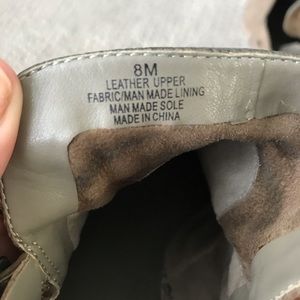 8M
LEATHER UPPER
FABRIC/MAN MADE LINING
MAN MADE SOLE
MADE IN CHINA